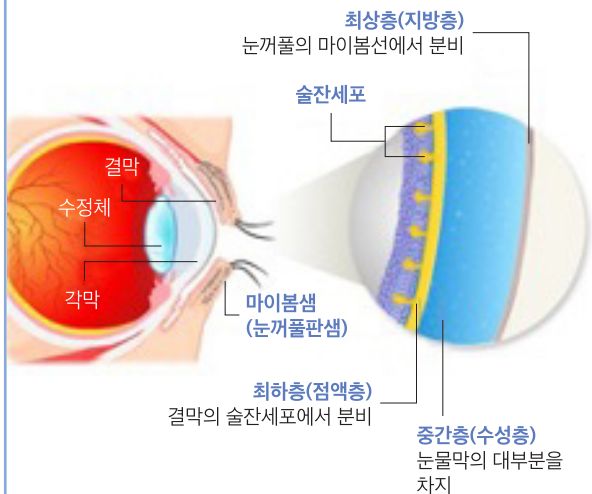 최상층(지방층)
눈꺼풀의 마이봄선에서 분비
술잔세포
결막
수정체
각막
마이봄샘
(눈꺼풀판샘)
최하층(점액층)
결막의 술잔세포에서 분비
중간층(수성층)
눈물막의 대부분을
차지